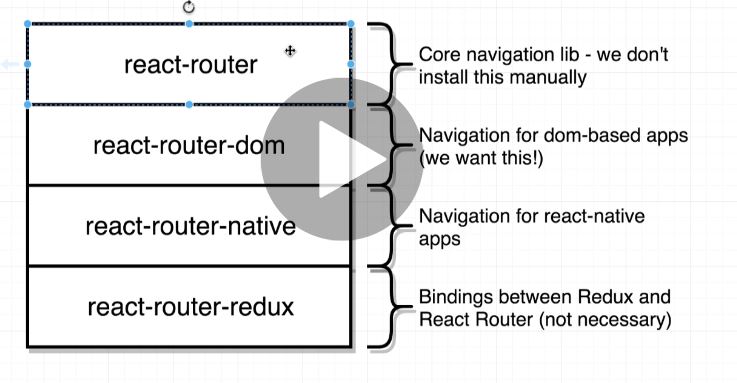 react-router
Core navigation lib - we don't
install this manually
react-router-dom
Navigation for dom-based apps
(we want this!)
react-router-native
Navigation for react-native
apps
react-router-redux
Bindings between Redux and
React Router (not necessary)